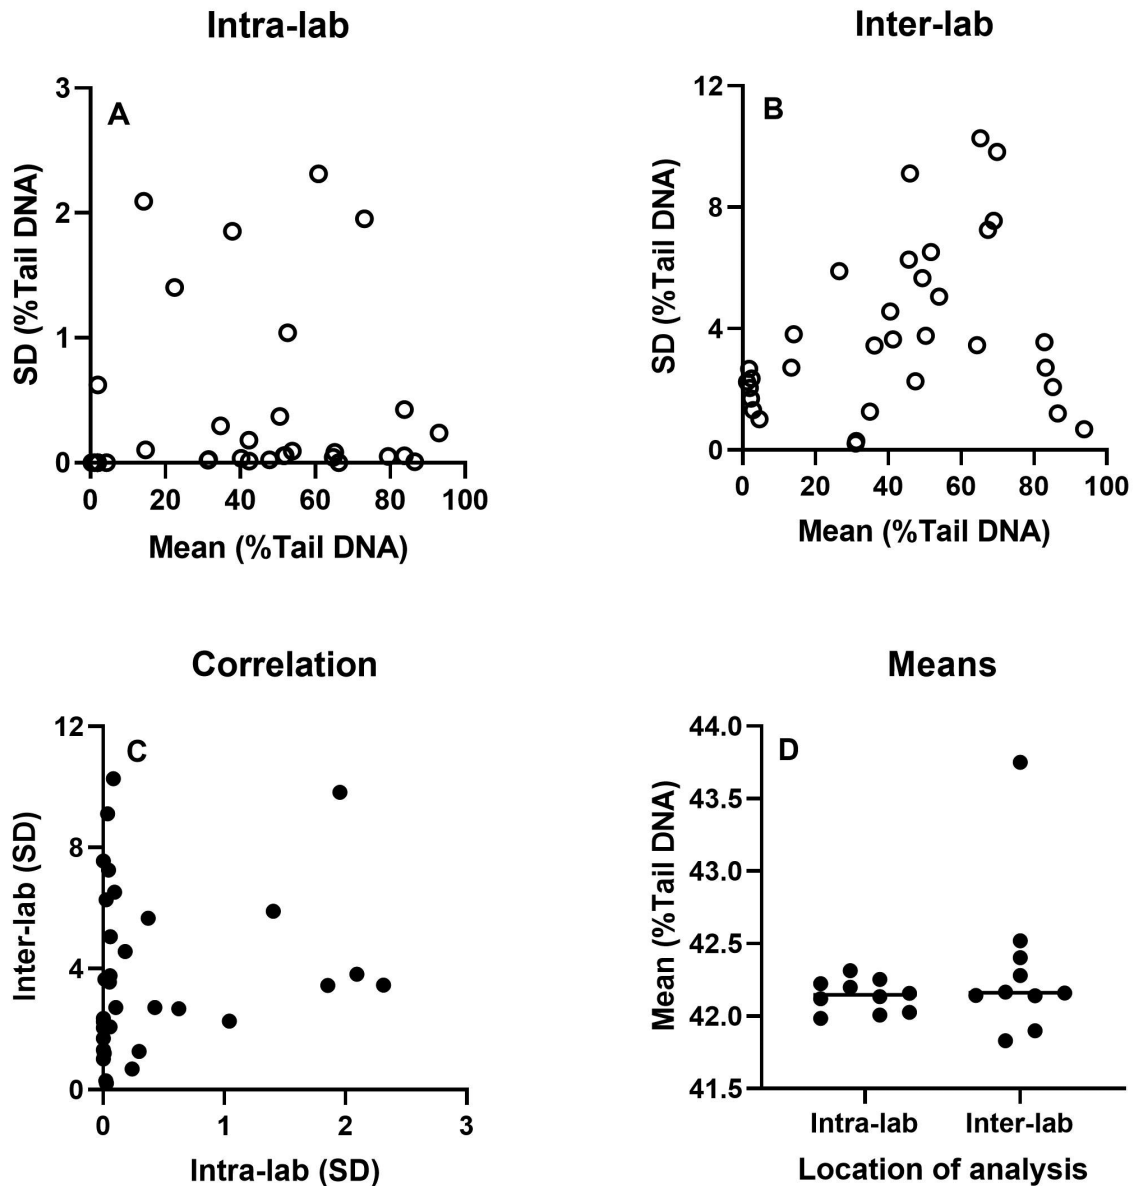 Intra-lab
A
3
2
1
0
SD (%Tail DNA)
0 20 40 60 80 100
Mean (%Tail DNA)
Inter-lab
B
12
8
4
0
SD (%Tail DNA)
0 20 40 60 80 100
Mean (%Tail DNA)
Correlation
C
12
8
4
0
Inter-lab (SD)
0 1 2 3
Intra-lab (SD)
Means
D
44.0
43.5
43.0
42.5
42.0
41.5
Mean (%Tail DNA)
Intra-lab Inter-lab
Location of analysis